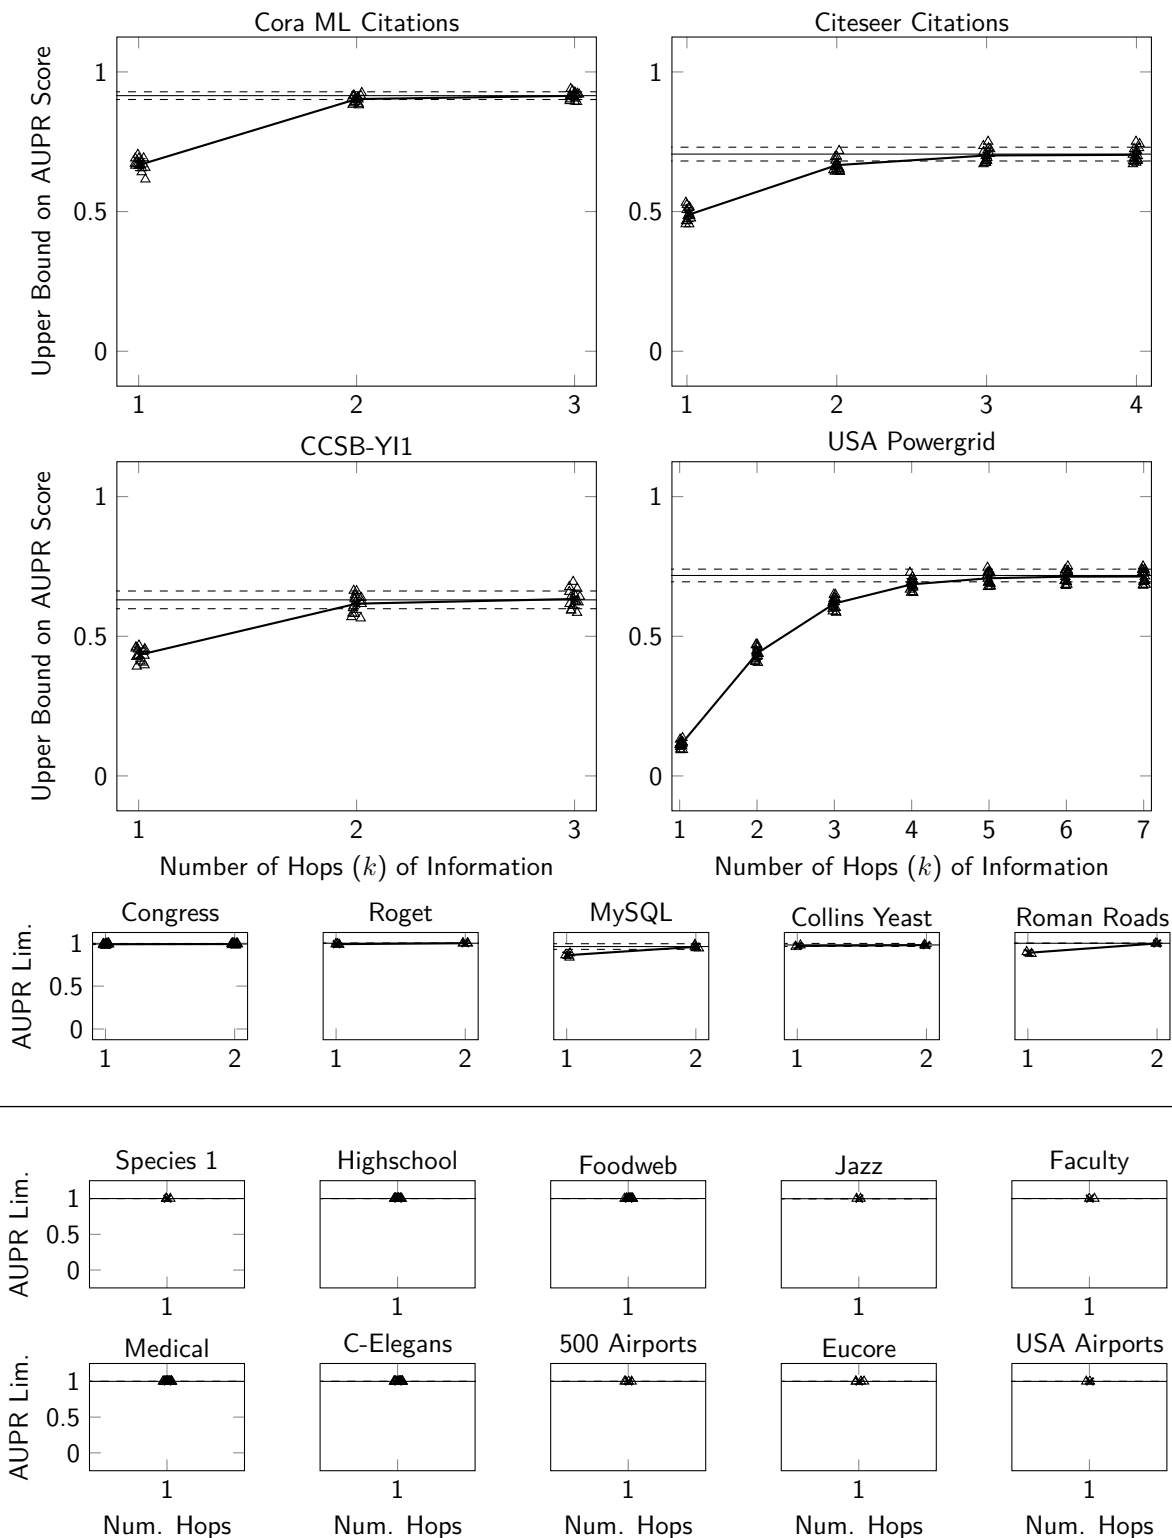 Cora ML Citations
Citeseer Citations
Upper Bound on AUPR Score
1
0.5
0
1 2 3
1
0.5
0
1 2 3 4
CCSB-YI1
USA Powergrid
Upper Bound on AUPR Score
1
0.5
0
1 2 3
1
0.5
0
1 2 3 4 5 6 7
Number of Hops (k) of Information
Number of Hops (k) of Information
Congress Roget MySQL Collins Yeast Roman Roads
AUPR Lim.
1
0.5
0
1 2 1 2 1 2 1 2 1 2
Species 1 Highschool Foodweb Jazz Faculty
AUPR Lim.
1
0.5
0
1 1 1 1 1
Medical C-Elegans 500 Airports Eucore USA Airports
AUPR Lim.
1
0.5
0
1 1 1 1 1
Num. Hops Num. Hops Num. Hops Num. Hops Num. Hops